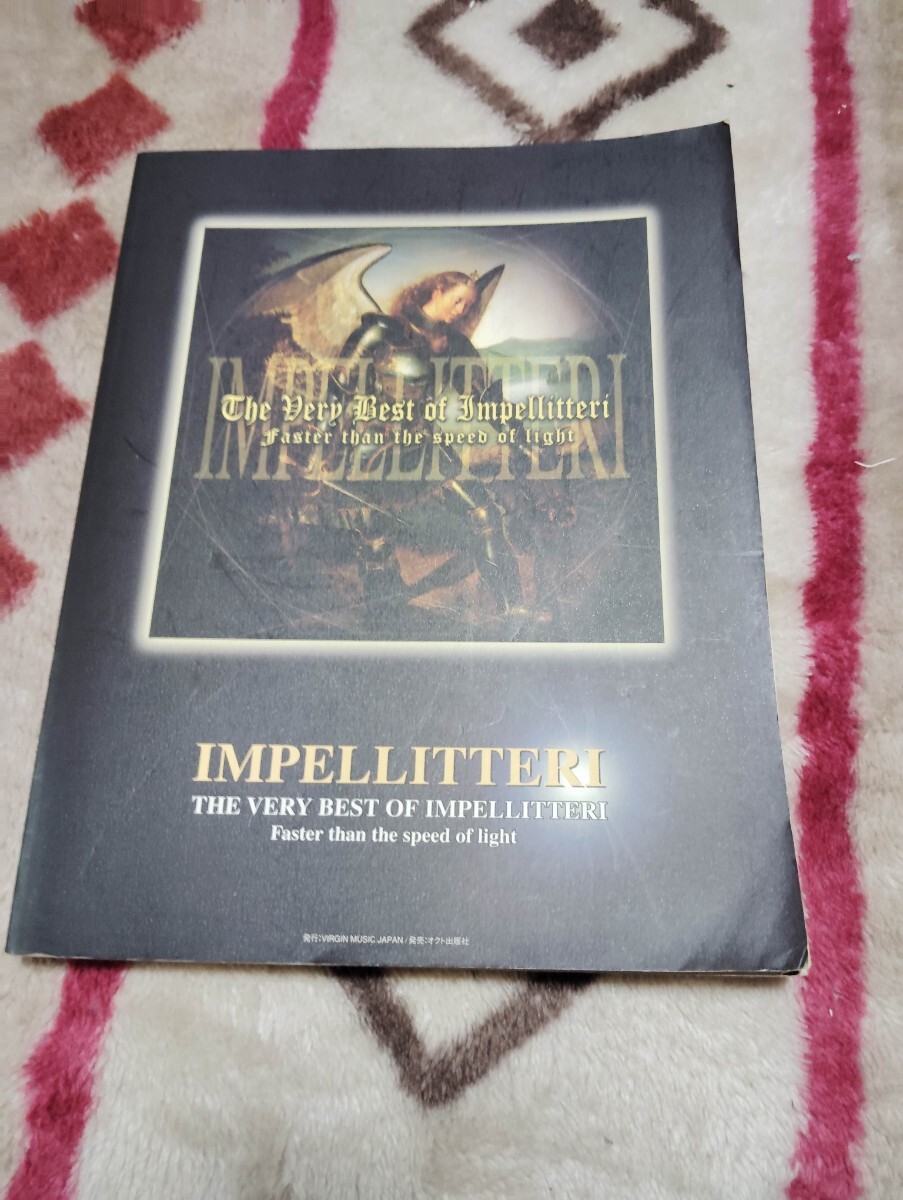 IMPELLITTERI
The Very Best of Impellitteri
Faster than the speed of light
IMPELLITTERI
THE VERY BEST OF IMPELLITTERI
Faster than the speed of light
発行:VIRGIN MUSIC JAPAN / 発売:オクト出版社